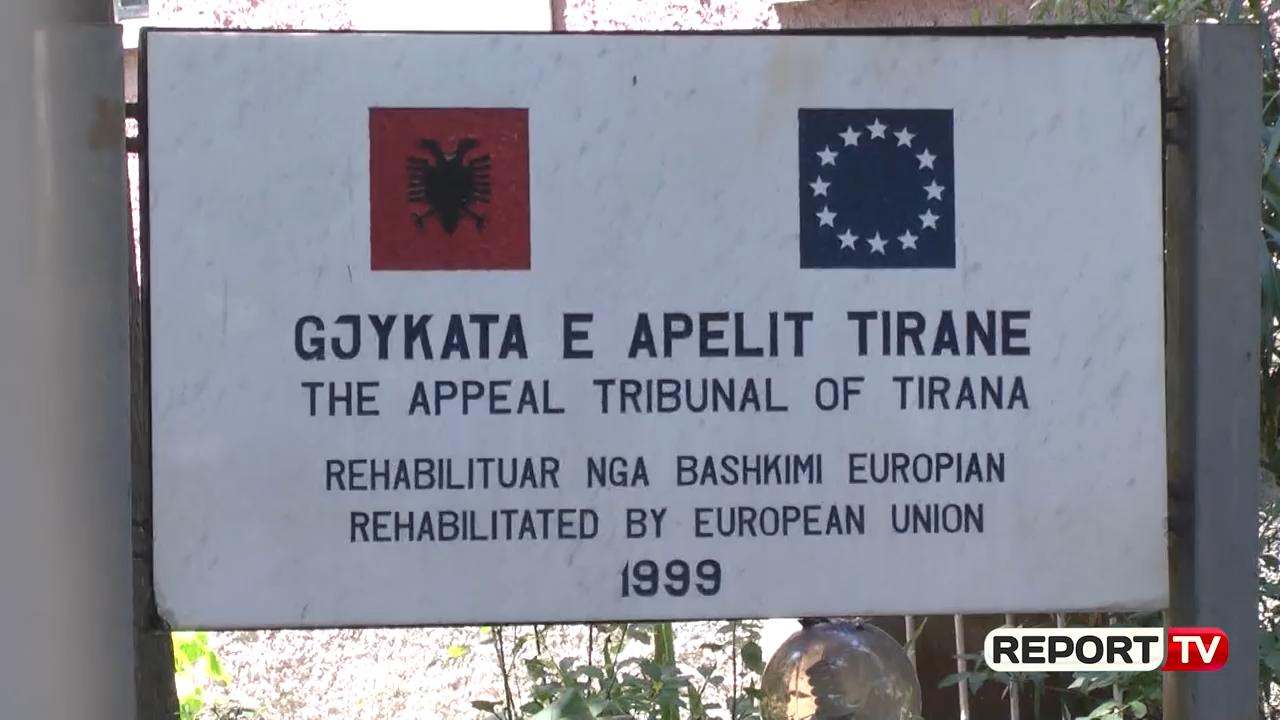 GJYKATA E APELIT TIRANE
THE APPEAL TRIBUNAL OF TIRANA
REHABILITUAR NGA BASHKIMI EUROPIAN
REHABILITATED BY EUROPEAN UNION
1999
REPORT TV